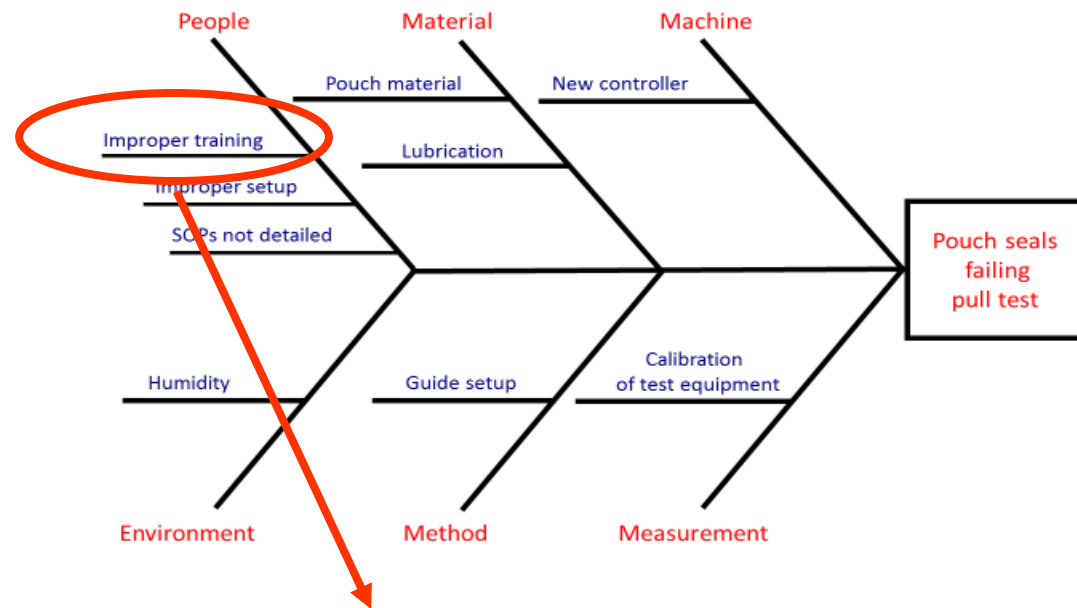 People
Material
Machine
Pouch material
New controller
Improper training
Lubrication
Improper setup
SOPs not detailed
Pouch seals
failing
pull test
Humidity
Guide setup
Calibration
of test equipment
Environment
Method
Measurement